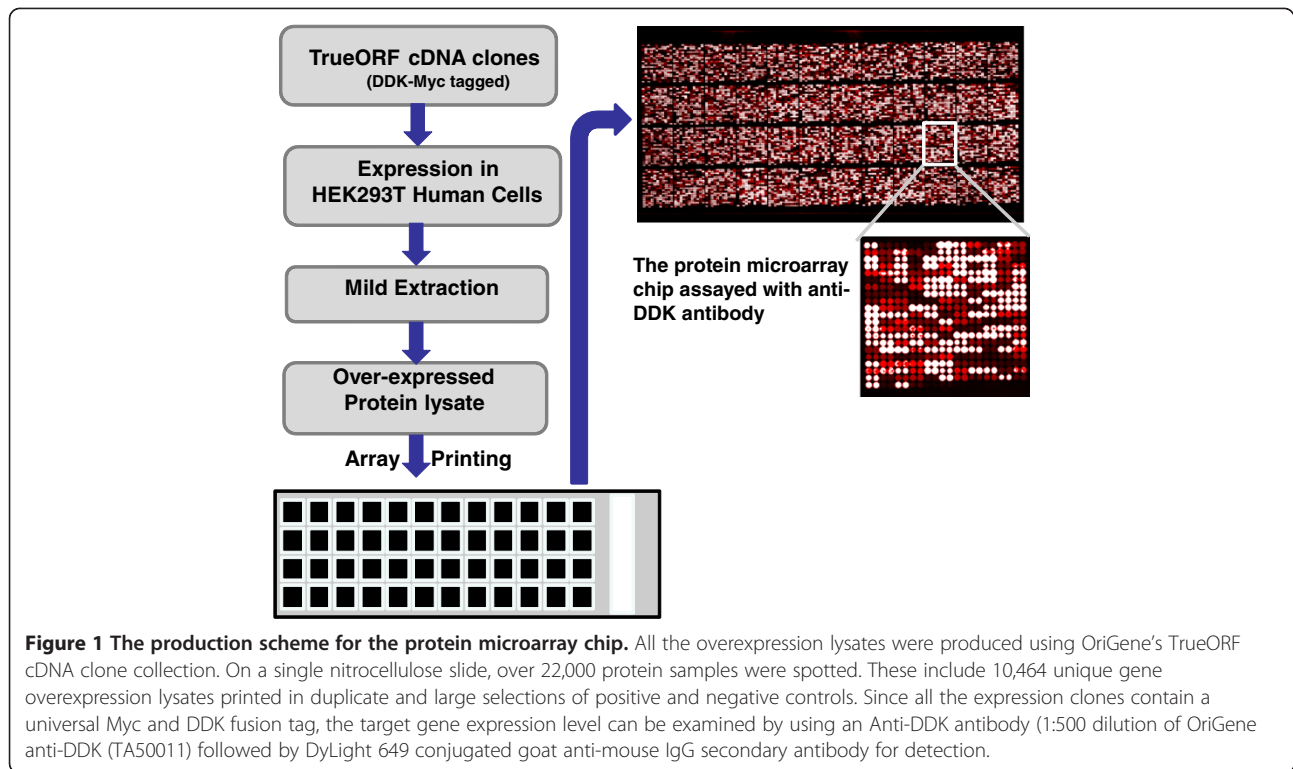 TrueORF cDNA clones
(DDK-Myc tagged)
Expression in
HEK293T Human Cells
Mild Extraction
Over-expressed
Protein lysate
Array Printing
The protein microarray
chip assayed with anti-
DDK antibody
Figure 1 The production scheme for the protein microarray chip. All the overexpression lysates were produced using OriGene's TrueORF
cDNA clone collection. On a single nitrocellulose slide, over 22,000 protein samples were spotted. These include 10,464 unique gene
overexpression lysates printed in duplicate and large selections of positive and negative controls. Since all the expression clones contain a
universal Myc and DDK fusion tag, the target gene expression level can be examined by using an Anti-DDK antibody (1:500 dilution of OriGene
anti-DDK (TA50011) followed by DyLight 649 conjugated goat anti-mouse IgG secondary antibody for detection.